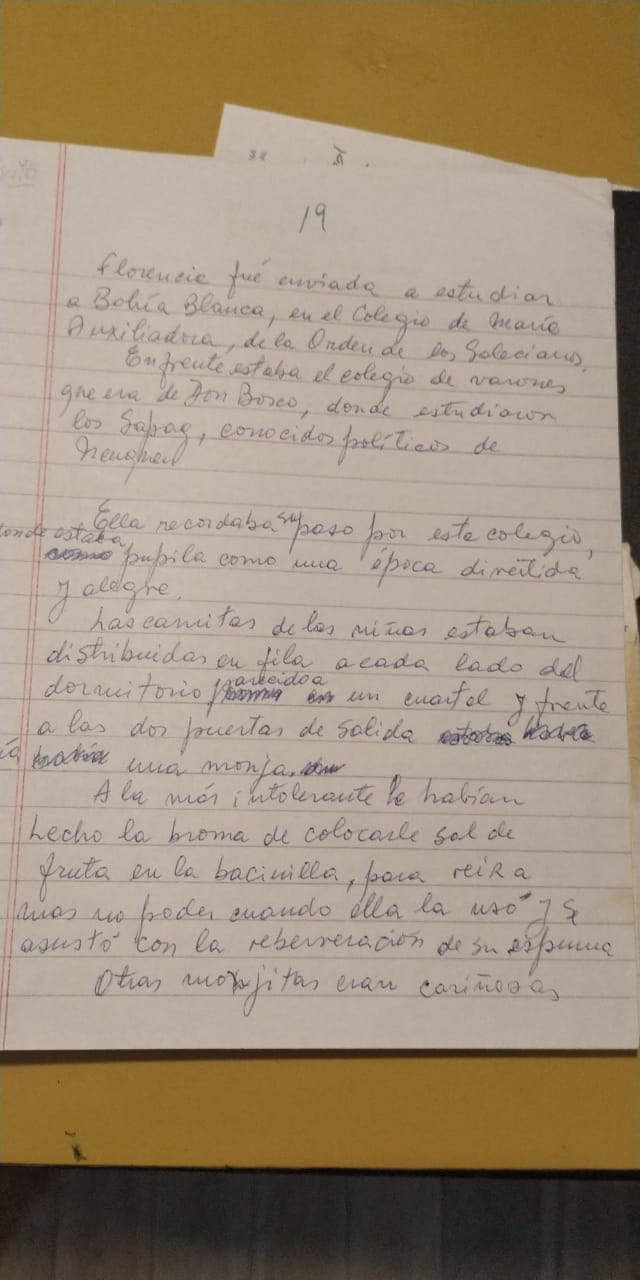 19
Florencia fué enviada a estudiar
a Bahía Blanca, en el Colegio de María
Auxiliadora, de la Orden de los Salecianos.
Enfrente estaba el colegio de varones
que era de Don Bosco, donde estudiaron
los Sapag, conocidos políticos de
Neuquen
Ella recordaba su paso por este colegio,
donde estaba pupila como una época divertida
y alegre.
Las camitas de las niñas estaban
distribuidas en fila a cada lado del
dormitorio parecido a un cuartel y frente
a las dos puertas de salida
una monja.
A la más intolerante le habían
hecho la broma de colocarle sal de
fruta en la bacinilla, para reir a
mas no poder cuando élla la usó y se
asustó con la reberveración de su espuma
Otras monjitas eran cariñosas